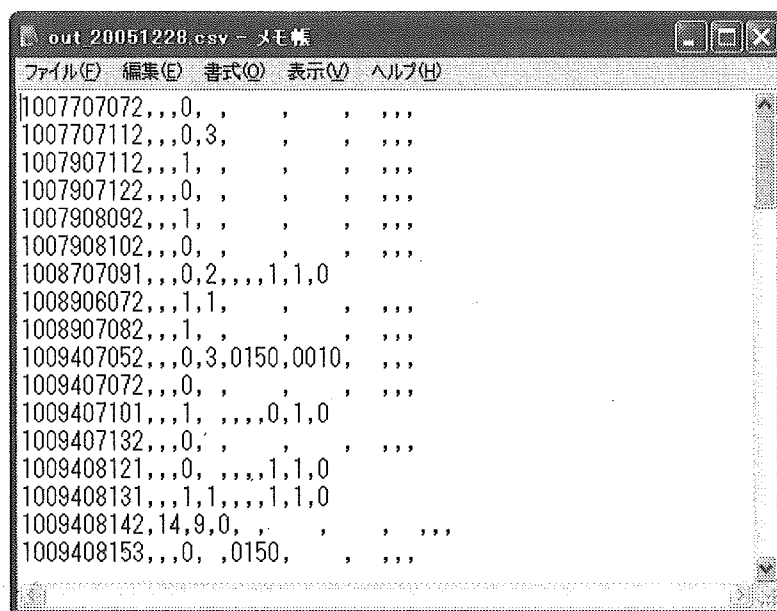 out_20051228.csv - メモ帳
ファイル(F) 編集(E) 書式(O) 表示(V) ヘルプ(H)
1007707072,,,0, ,    ,    ,  ,,,
1007707112,,,0,3,    ,    ,  ,,,
1007907112,,,1, ,    ,    ,  ,,,
1007907122,,,0, ,    ,    ,  ,,,
1007908092,,,1, ,    ,    ,  ,,,
1007908102,,,0, ,    ,    ,  ,,,
1008707091,,,0,2,,,,1,1,0
1008906072,,,1,1,    ,    ,  ,,,
1008907082,,,1, ,    ,    ,  ,,,
1009407052,,,0,3,0150,0010,  ,,,
1009407072,,,0, ,    ,    ,  ,,,
1009407101,,,1, ,,,,0,1,0
1009407132,,,0, ,    ,    ,  ,,,
1009408121,,,0, ,,,,1,1,0
1009408131,,,1,1,,,,1,1,0
1009408142,14,9,0, ,    ,    ,  ,,,
1009408153,,,0, ,0150,    ,  ,,,